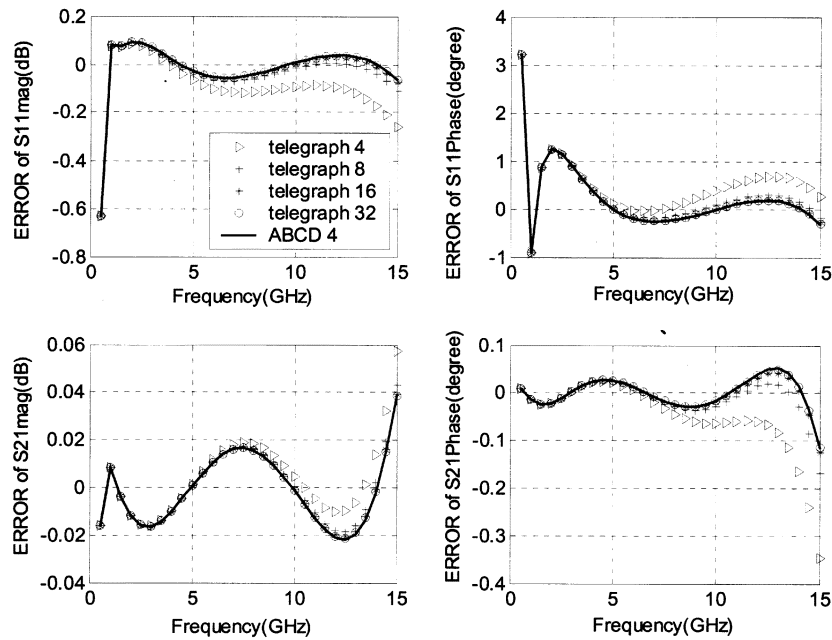 ERROR of S11mag(dB)
0.2
0
-0.2
-0.4
-0.6
-0.8
telegraph 4
telegraph 8
telegraph 16
telegraph 32
ABCD 4
0 5 10 15
Frequency(GHz)
ERROR of S11Phase(degree)
4
3
2
1
0
-1
0 5 10 15
Frequency(GHz)
ERROR of S21mag(dB)
0.06
0.04
0.02
0
-0.02
-0.04
0 5 10 15
Frequency(GHz)
ERROR of S21Phase(degree)
0.1
0
-0.1
-0.2
-0.3
-0.4
0 5 10 15
Frequency(GHz)